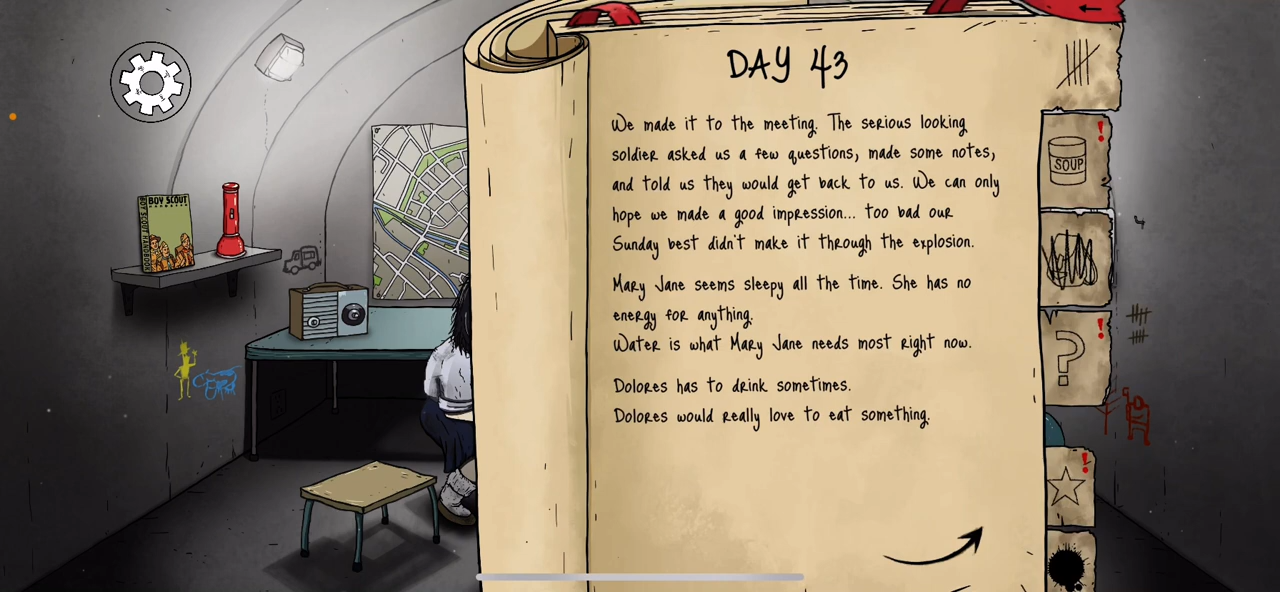 DAY 43
We made it to the meeting. The serious looking
soldier asked us a few questions, made some notes,
and told us they would get back to us. We can only
hope we made a good impression... too bad our
Sunday best didn't make it through the explosion.
Mary Jane seems sleepy all the time. She has no
energy for anything.
Water is what Mary Jane needs most right now.
Dolores has to drink sometimes.
Dolores would really love to eat something.
BOY SCOUT
BOY SCOUT HANDBOOK
!
SOUP
!
?
!